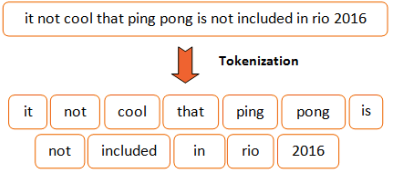 it not cool that ping pong is not included in rio 2016
Tokenization
it not cool that ping pong is
not included in rio 2016